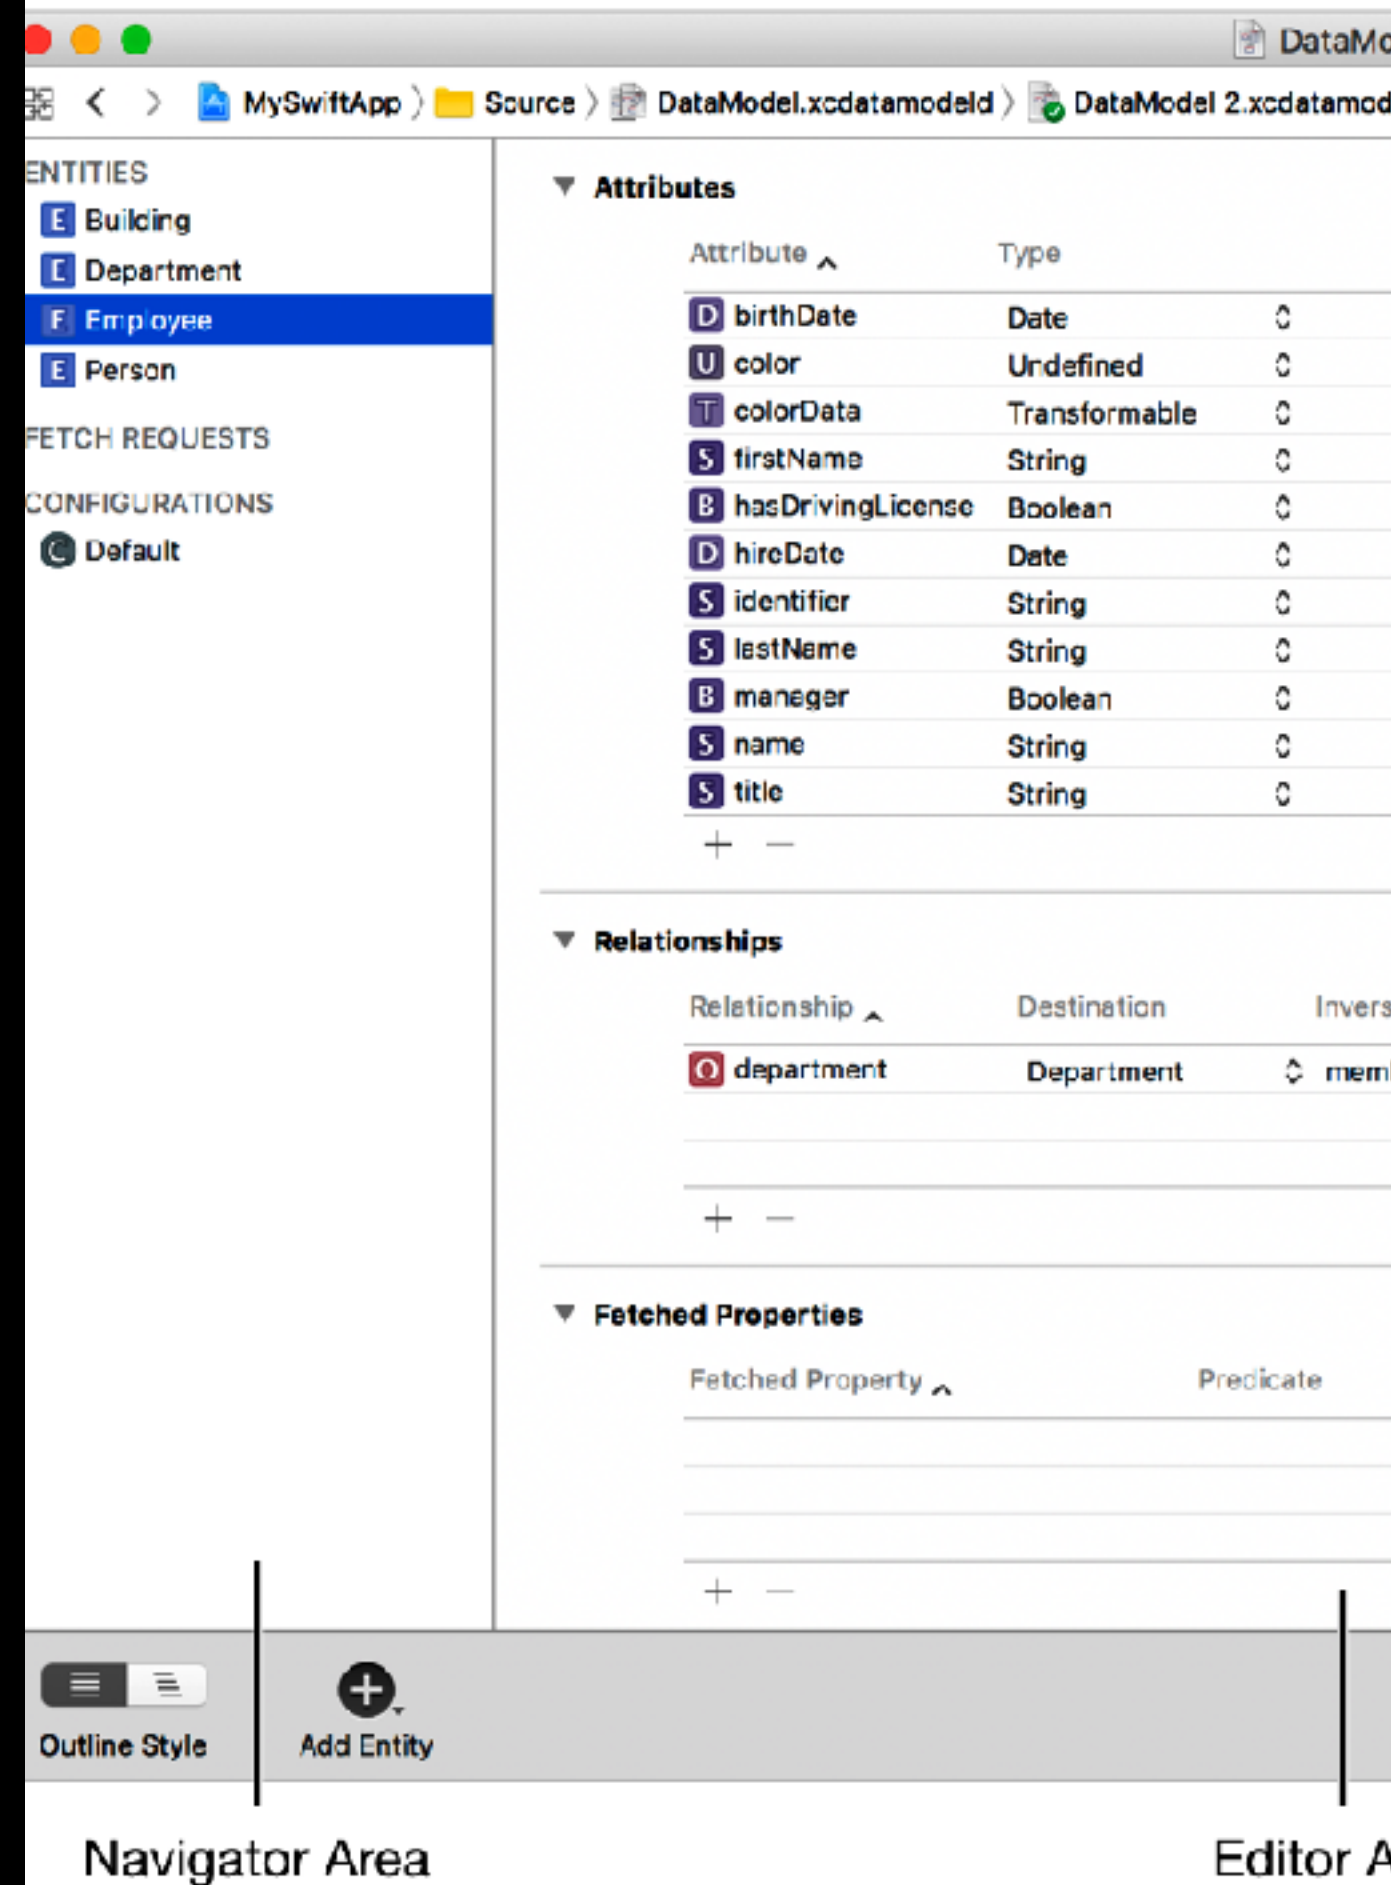 DataMo
MySwiftApp Source DataModel.xcdatamodeld DataModel 2.xcdatamod
ENTITIES
E Building
E Department
E Employee
E Person
FETCH REQUESTS
CONFIGURATIONS
C Default
Attributes
Attribute Type
D birthDate Date
U color Undefined
T colorData Transformable
S firstName String
B hasDrivingLicense Boolean
D hireDate Date
S identifier String
S lastName String
B manager Boolean
S name String
S title String
+ −
Relationships
Relationship Destination Invers
O department Department mem
+ −
Fetched Properties
Fetched Property Predicate
+ −
Outline Style Add Entity
Navigator Area Editor A